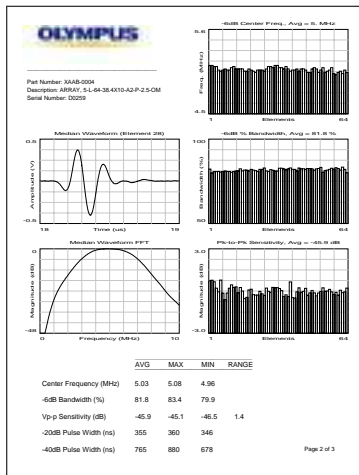 OLYMPUS
Part Number: XAAB-0004
Description: ARRAY, 5-L-64-38.4X10-A2-P-2.5-OM
Serial Number: D0259
-6dB Center Freq., Avg = 5. MHz
5.6
Freq. (MHz)
4.5
1 Elements 64
Median Waveform (Element 28)
0.5
Amplitude (V)
-0.5
18 Time (us) 19
-6dB % Bandwidth, Avg = 81.8 %
100
Bandwidth (%)
50
1 Elements 64
Median Waveform FFT
0
Magnitude (dB)
-48
0 Frequency (MHz) 10
Pk-to-Pk Sensitivity, Avg = -45.9 dB
3.0
Magnitude (dB)
-3.0
1 Elements 64
AVG MAX MIN RANGE
Center Frequency (MHz) 5.03 5.08 4.96
-6dB Bandwidth (%) 81.8 83.4 79.9
Vp-p Sensitivity (dB) -45.9 -45.1 -46.5 1.4
-20dB Pulse Width (ns) 355 360 346
-40dB Pulse Width (ns) 765 880 678
Page 2 of 3